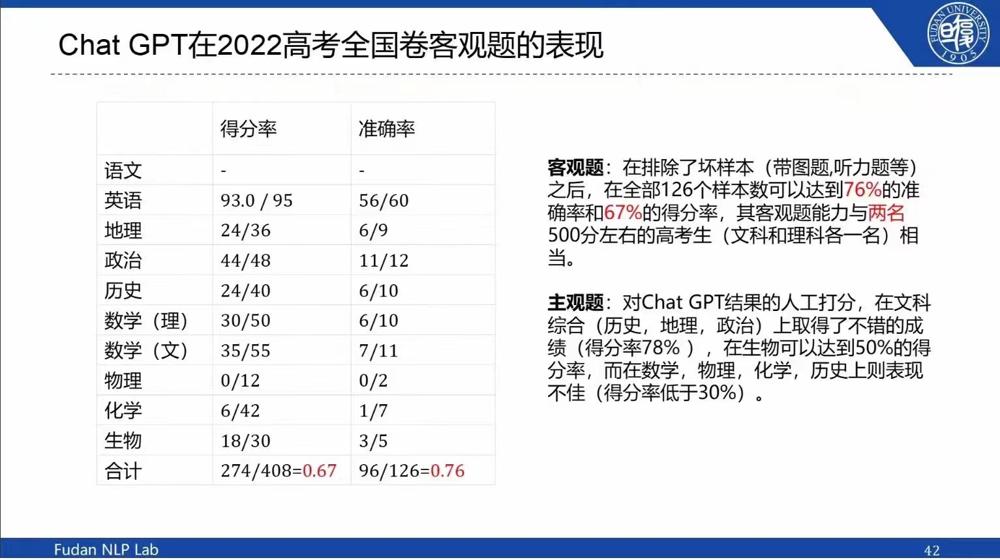 Chat GPT在2022高考全国卷客观题的表现
FUDAN UNIVERSITY
1905
得分率 准确率
语文 - -
英语 93.0 / 95 56/60
地理 24/36 6/9
政治 44/48 11/12
历史 24/40 6/10
数学（理） 30/50 6/10
数学（文） 35/55 7/11
物理 0/12 0/2
化学 6/42 1/7
生物 18/30 3/5
合计 274/408=0.67 96/126=0.76
客观题：在排除了坏样本（带图题,听力题等）
之后，在全部126个样本数可以达到76%的准
确率和67%的得分率，其客观题能力与两名
500分左右的高考生（文科和理科各一名）相
当。
主观题：对Chat GPT结果的人工打分，在文科
综合（历史，地理，政治）上取得了不错的成
绩（得分率78% ），在生物可以达到50%的得
分率，而在数学，物理，化学，历史上则表现
不佳（得分率低于30%）。
Fudan NLP Lab
42